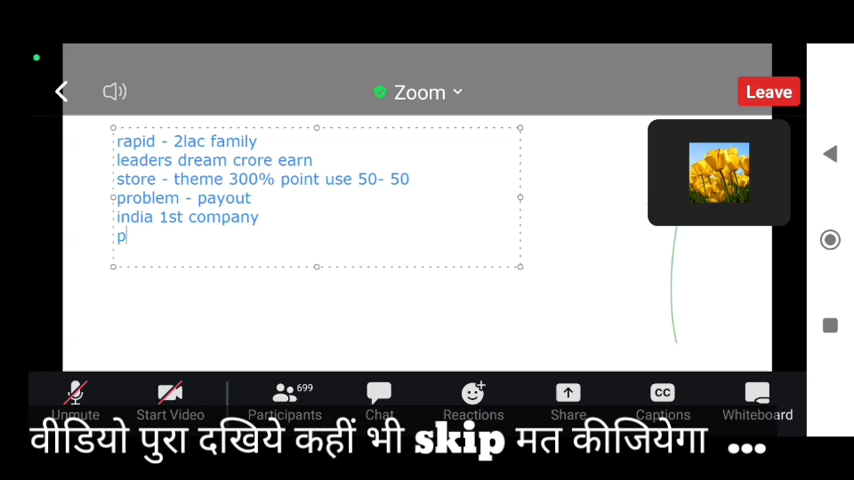 Zoom
Leave
rapid - 2lac family
leaders dream crore earn
store - theme 300% point use 50- 50
problem - payout
india 1st company
p
699
CC
Unmute
Start Video
Participants
Chat
Reactions
Share
Captions
Whiteboard
वीडियो पुरा दखिये कहीं भी skip मत कीजियेगा ...